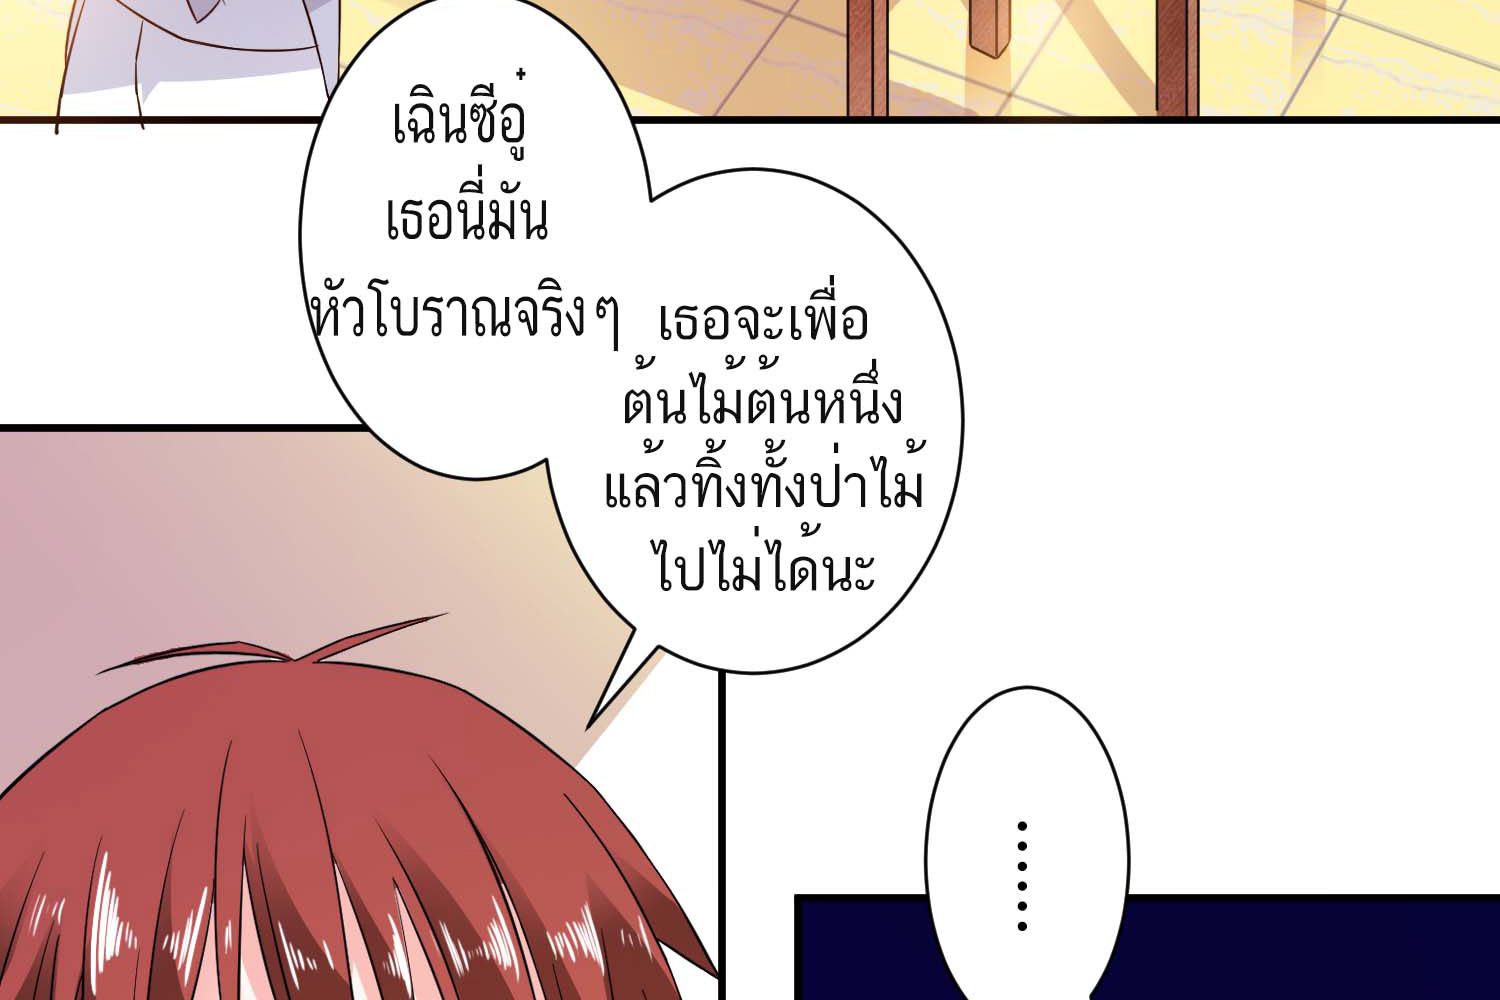 เฉินซีอู๋
เธอนี่มัน
หัวโบราณจริงๆ
เธอจะเพื่อ
ต้นไม้ต้นหนึ่ง
แล้วทิ้งทั้งป่าไม้
ไปไม่ได้นะ
......